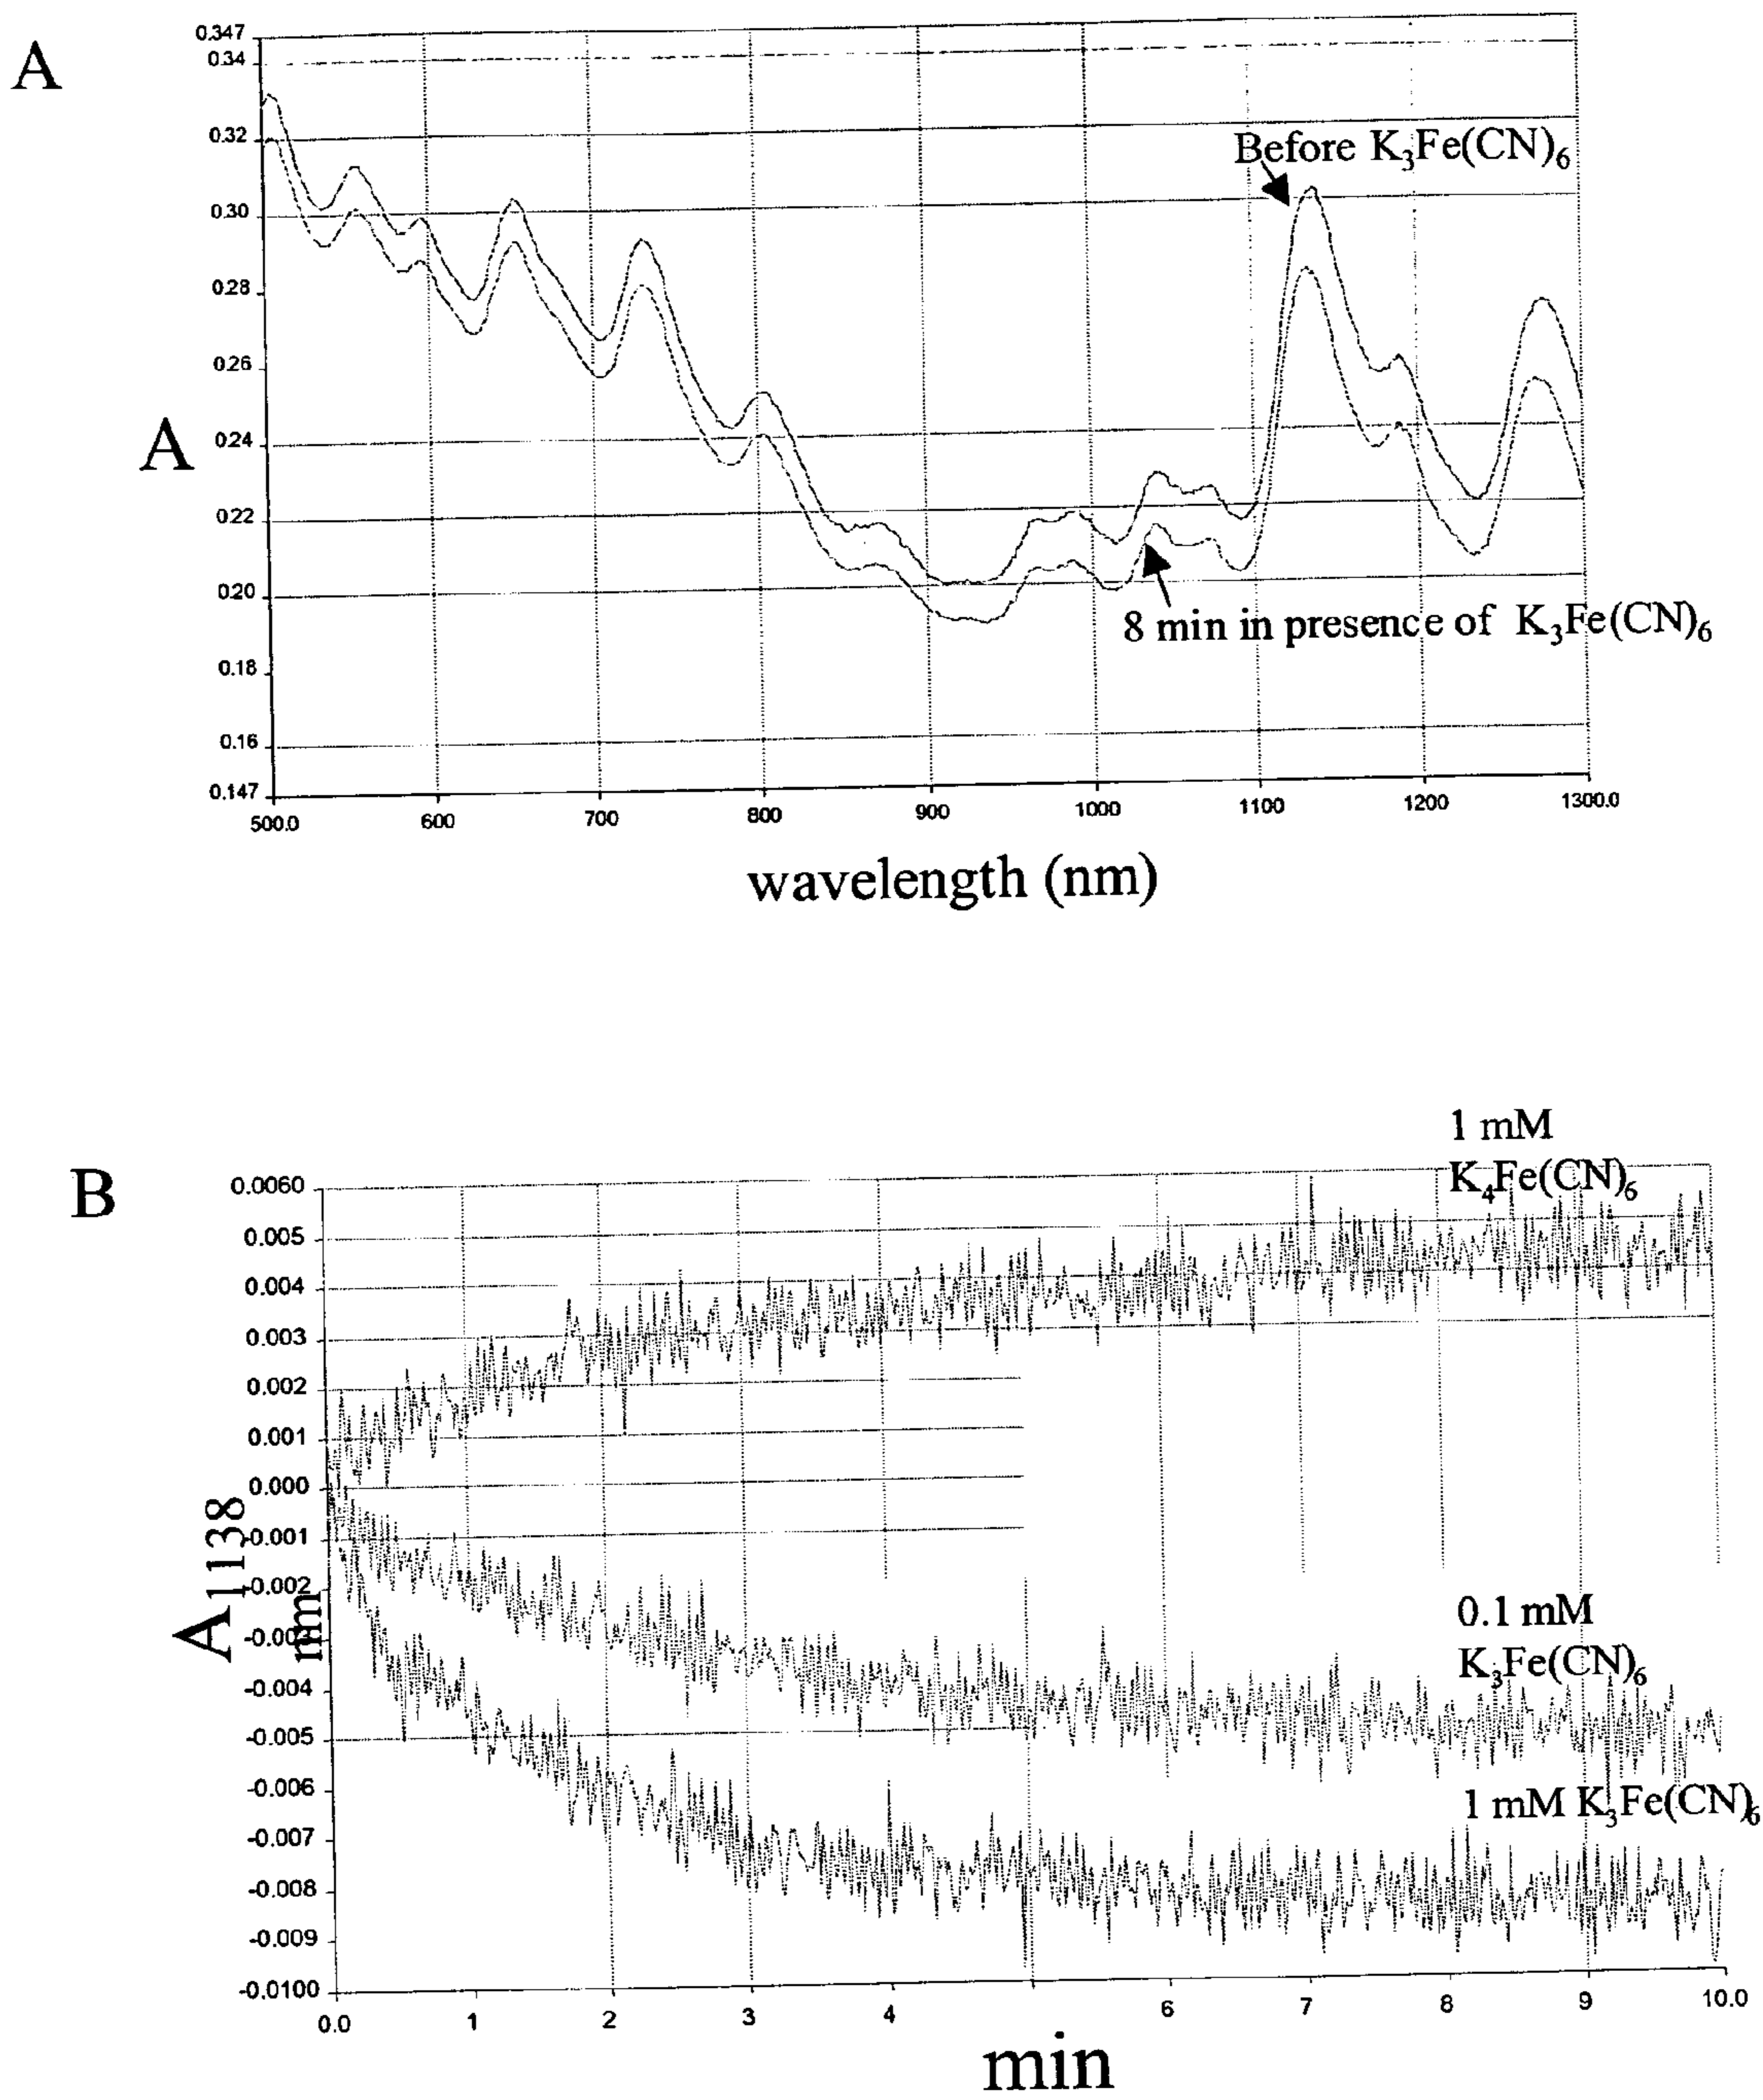 A
0.347
0.34
0.32
0.30
0.28
0.26
0.24
0.22
0.20
0.18
0.16
0.147
A
Before K₃Fe(CN)₆
8 min in presence of K₃Fe(CN)₆
500.0 600 700 800 900 1000 1100 1200 1300.0
wavelength (nm)
B
0.0060
0.005
0.004
0.003
0.002
0.001
0.000
-0.001
-0.002
-0.003
-0.004
-0.005
-0.006
-0.007
-0.008
-0.009
-0.0100
A1138
nm
1 mM
K₄Fe(CN)₆
0.1 mM
K₃Fe(CN)₆
1 mM K₃Fe(CN)₆
0.0 1 2 3 4 6 7 8 9 10.0
min